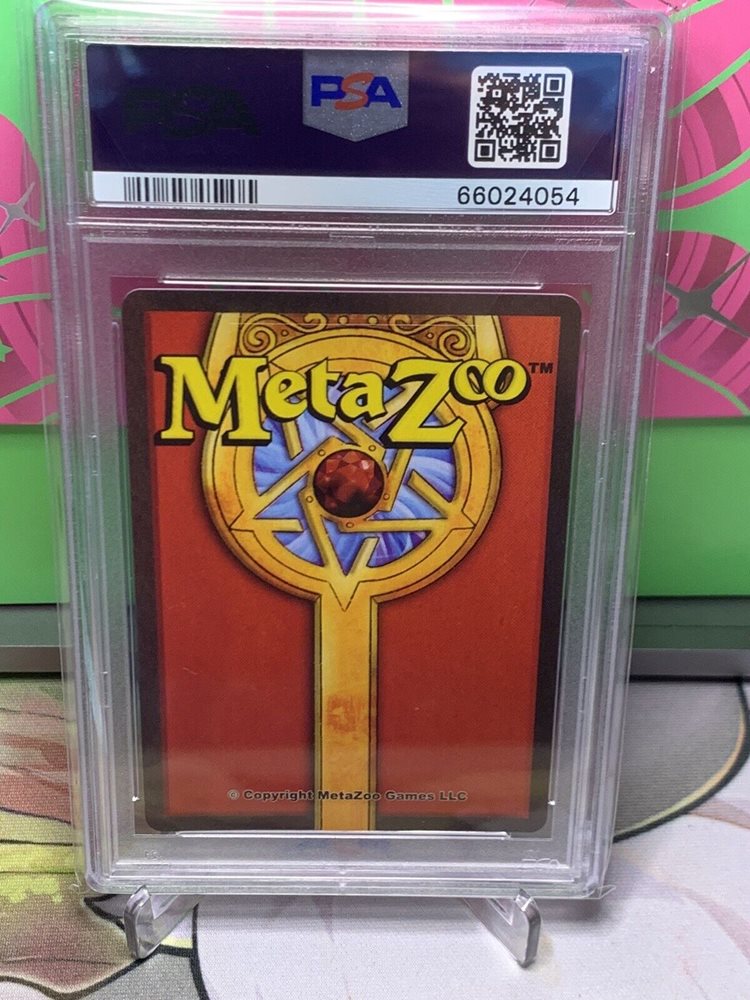 PSA
66024054
MetaZoo™
© Copyright MetaZoo Games LLC